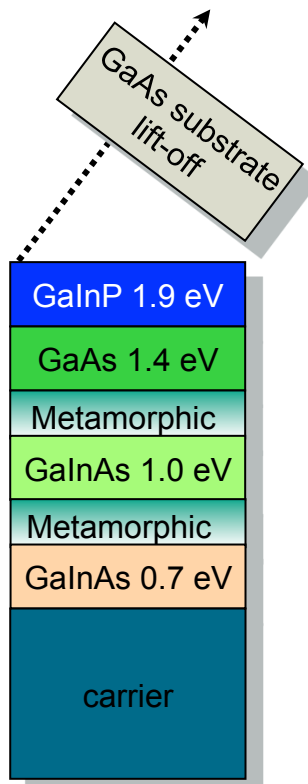 GaAs substrate
lift-off
GaInP 1.9 eV
GaAs 1.4 eV
Metamorphic
GaInAs 1.0 eV
Metamorphic
GaInAs 0.7 eV
carrier